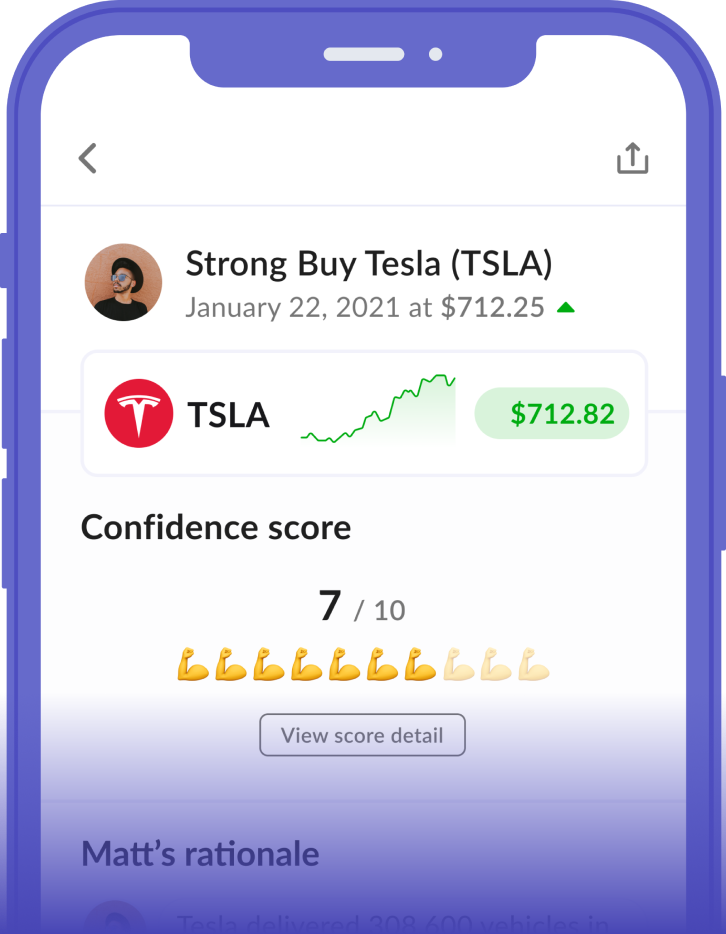 Strong Buy Tesla (TSLA)
January 22, 2021 at $712.25
TSLA
$712.82
Confidence score
7 / 10
View score detail
Matt's rationale
Tesla delivered 308,600 vehicles in